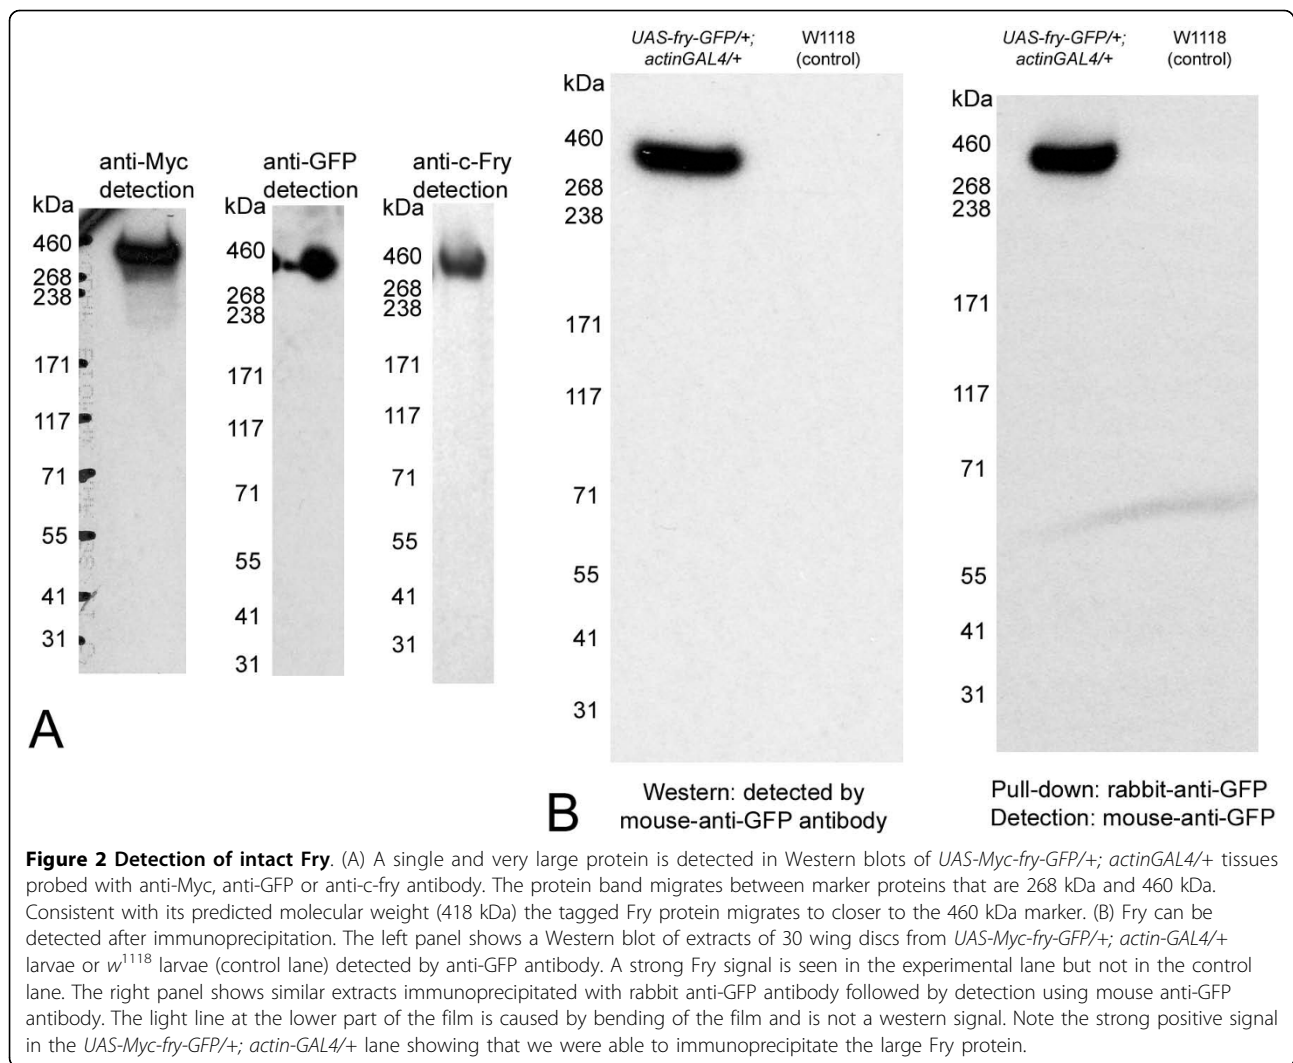 anti-Myc
detection
kDa
460
268
238
171
117
71
55
41
31
anti-GFP
detection
kDa
460
268
238
171
117
71
55
41
31
anti-c-Fry
detection
kDa
460
268
238
171
117
71
55
41
31
A
UAS-fry-GFP/+;
actinGAL4/+
W1118
(control)
kDa
460
268
238
171
117
71
55
41
31
Western: detected by
mouse-anti-GFP antibody
UAS-fry-GFP/+;
actinGAL4/+
W1118
(control)
kDa
460
268
238
171
117
71
55
41
31
Pull-down: rabbit-anti-GFP
Detection: mouse-anti-GFP
B
Figure 2 Detection of intact Fry. (A) A single and very large protein is detected in Western blots of UAS-Myc-fry-GFP/+; actinGAL4/+ tissues
probed with anti-Myc, anti-GFP or anti-c-fry antibody. The protein band migrates between marker proteins that are 268 kDa and 460 kDa.
Consistent with its predicted molecular weight (418 kDa) the tagged Fry protein migrates to closer to the 460 kDa marker. (B) Fry can be
detected after immunoprecipitation. The left panel shows a Western blot of extracts of 30 wing discs from UAS-Myc-fry-GFP/+; actin-GAL4/+
larvae or w1118 larvae (control lane) detected by anti-GFP antibody. A strong Fry signal is seen in the experimental lane but not in the control
lane. The right panel shows similar extracts immunoprecipitated with rabbit anti-GFP antibody followed by detection using mouse anti-GFP
antibody. The light line at the lower part of the film is caused by bending of the film and is not a western signal. Note the strong positive signal
in the UAS-Myc-fry-GFP/+; actin-GAL4/+ lane showing that we were able to immunoprecipitate the large Fry protein.